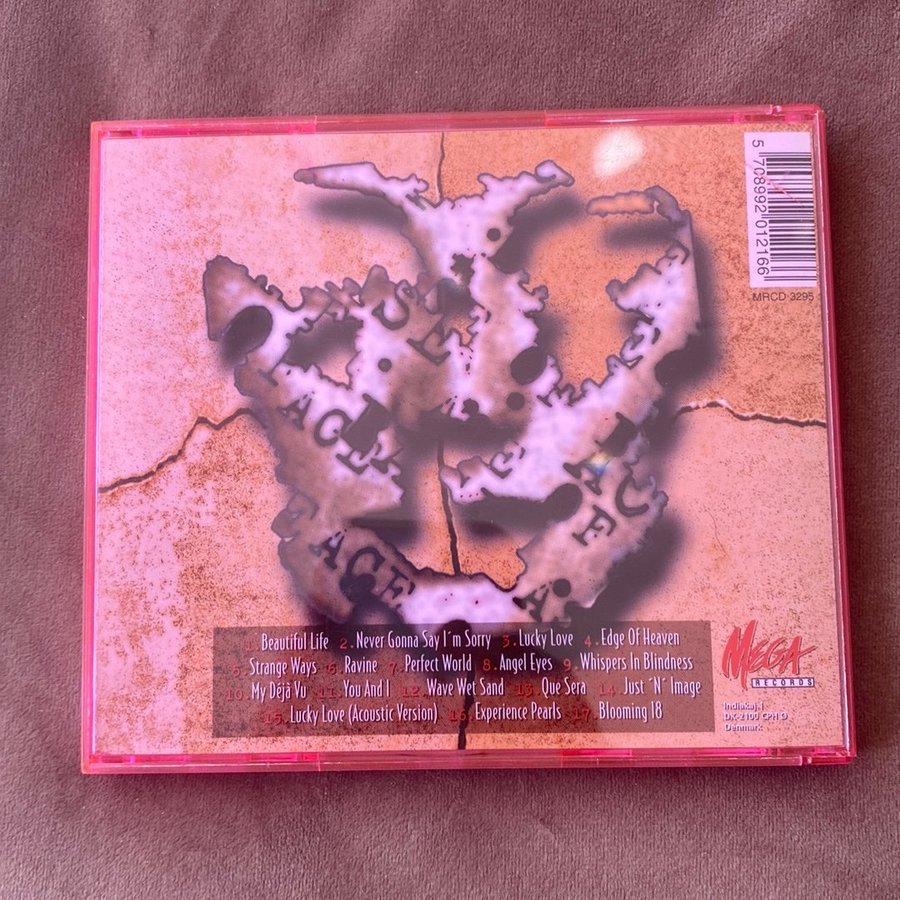 5 708992 012166
MRCD 3295
ACE
ACE
ACE
1. Beautiful Life 2. Never Gonna Say I´m Sorry 3. Lucky Love 4. Edge Of Heaven
5. Strange Ways 6. Ravine 7. Perfect World 8. Angel Eyes 9. Whispers In Blindness
10. My Déjà Vu 11. You And I 12. Wave Wet Sand 13. Que Sera 14. Just ´N´ Image
15. Lucky Love (Acoustic Version) 16. Experience Pearls 17. Blooming 18
MEGA
RECORDS
Indiakaj 1
DK-2100 CPH Ø
Denmark